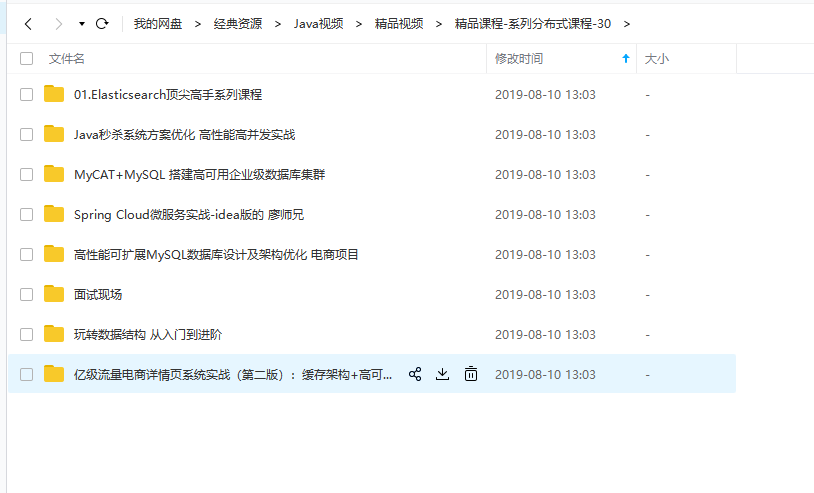 我的网盘 > 经典资源 > Java视频 > 精品视频 > 精品课程-系列分布式课程-30 >
文件名 修改时间 大小
01.Elasticsearch顶尖高手系列课程 2019-08-10 13:03 -
Java秒杀系统方案优化 高性能高并发实战 2019-08-10 13:03 -
MyCAT+MySQL 搭建高可用企业级数据库集群 2019-08-10 13:03 -
Spring Cloud微服务实战-idea版的 廖师兄 2019-08-10 13:03 -
高性能可扩展MySQL数据库设计及架构优化 电商项目 2019-08-10 13:03 -
面试现场 2019-08-10 13:03 -
玩转数据结构 从入门到进阶 2019-08-10 13:03 -
亿级流量电商详情页系统实战（第二版）：缓存架构+高可... 2019-08-10 13:03 -